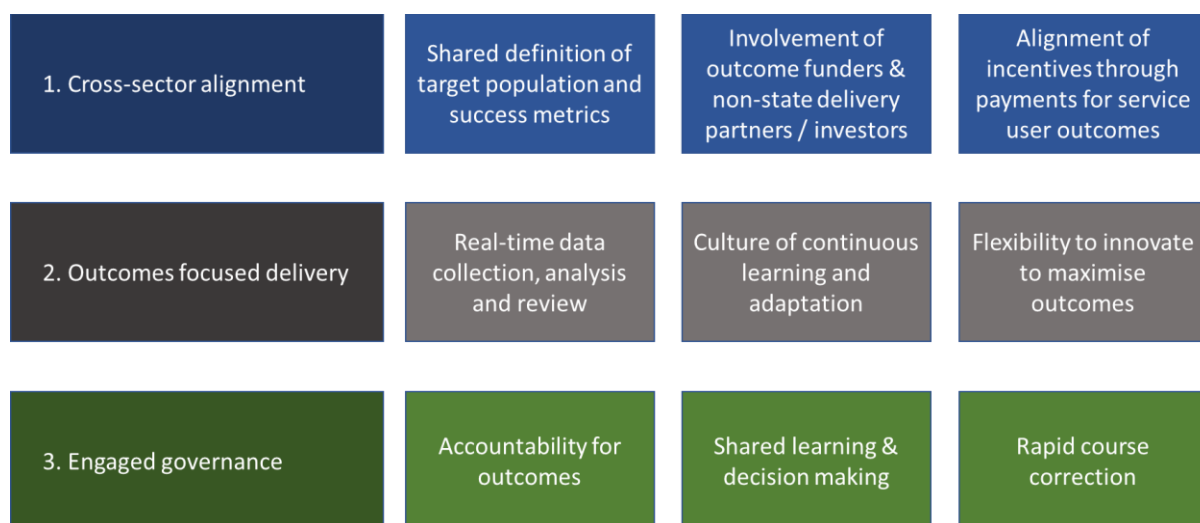 1. Cross-sector alignment
Shared definition of
target population and
success metrics
Involvement of
outcome funders &
non-state delivery
partners / investors
Alignment of
incentives through
payments for service
user outcomes
2. Outcomes focused delivery
Real-time data
collection, analysis
and review
Culture of continuous
learning and
adaptation
Flexibility to innovate
to maximise
outcomes
3. Engaged governance
Accountability for
outcomes
Shared learning &
decision making
Rapid course
correction